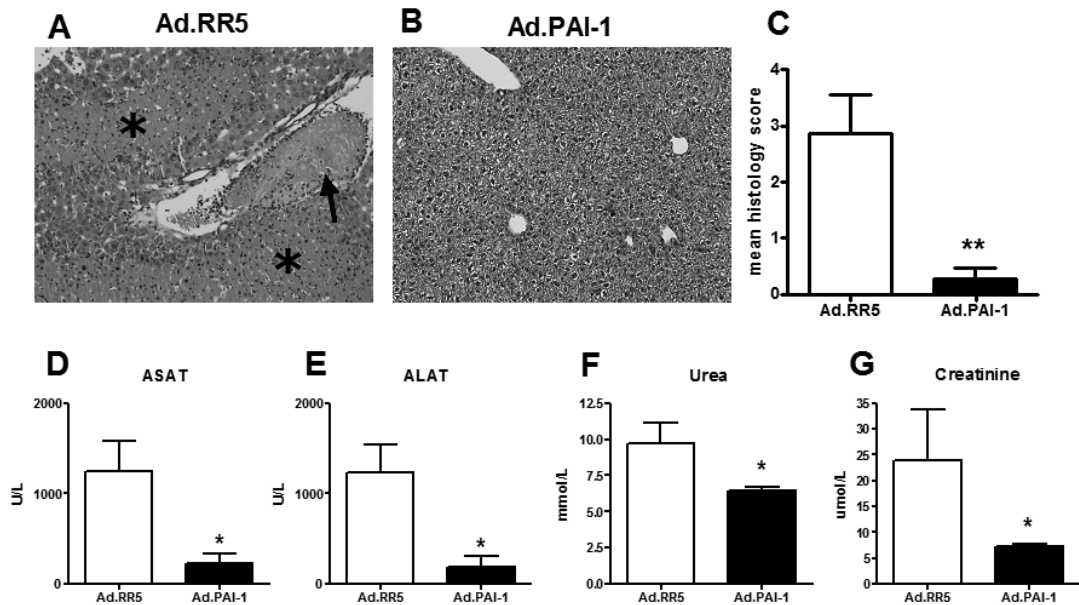 A
Ad.RR5
*
*
B
Ad.PAI-1
C
mean histology score
4
3
2
1
0
**
Ad.RR5
Ad.PAI-1
D
ASAT
U/L
2000
1000
0
*
Ad.RR5
Ad.PAI-1
E
ALAT
U/L
2000
1000
0
*
Ad.RR5
Ad.PAI-1
F
Urea
mmol/L
12.5
10.0
7.5
5.0
2.5
0.0
*
Ad.RR5
Ad.PAI-1
G
Creatinine
umol/L
35
30
25
20
15
10
5
0
*
Ad.RR5
Ad.PAI-1